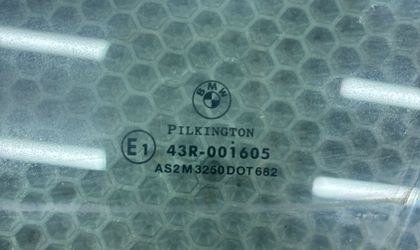 BMW
PILKINGTON
E1 43R-001605
AS2M3250DOT682